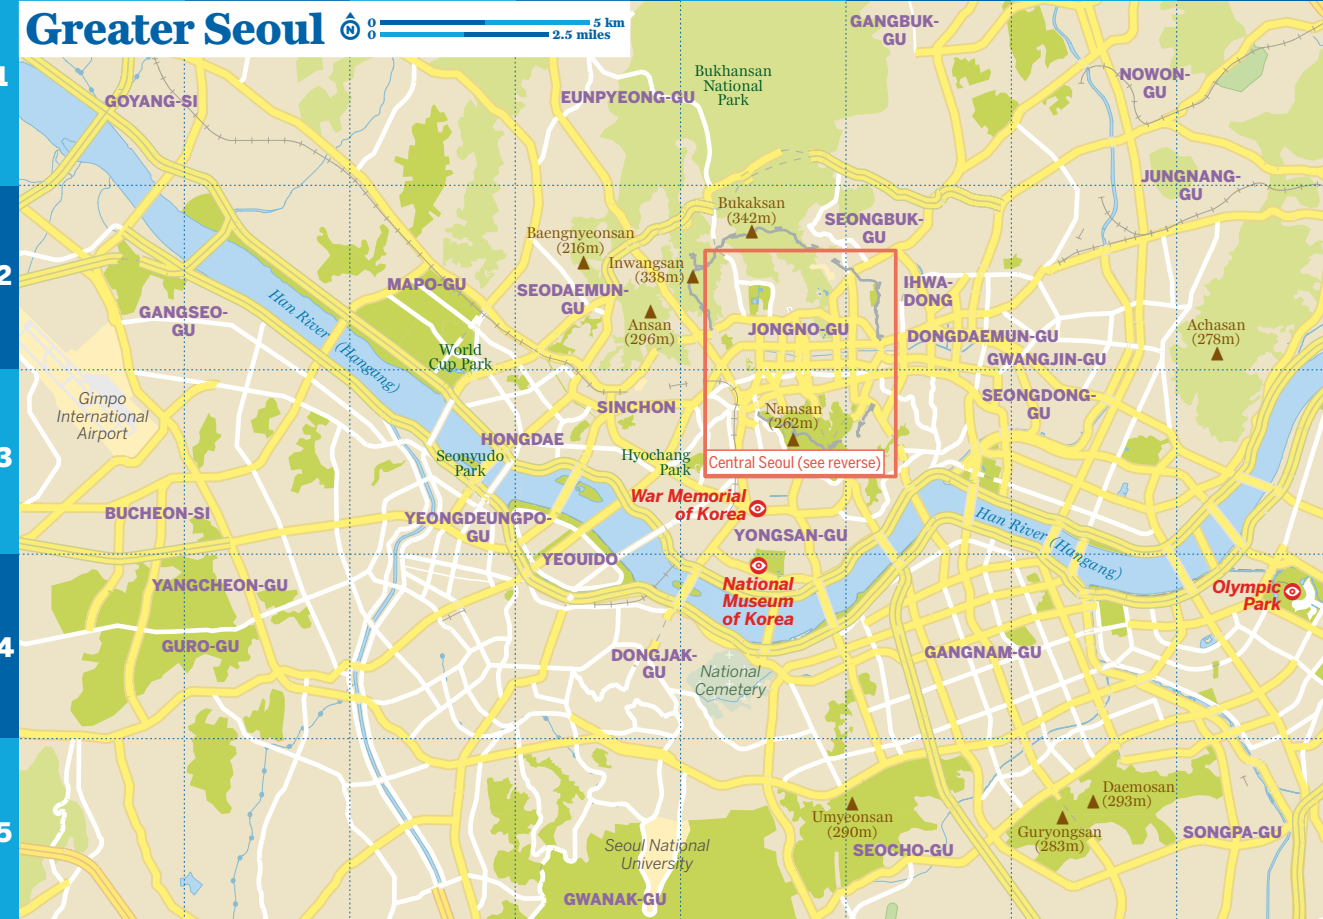 Greater Seoul
N
0
5 km
0
2.5 miles
1
2
3
4
5
GANGBUK-
GU
Bukhansan
National
Park
NOWON-
GU
GOYANG-SI
EUNPYEONG-GU
JUNGNANG-
GU
Bukaksan
(342m)
SEONGBUK-
GU
Baengnyeonsan
(216m)
Inwangsan
(338m)
MAPO-GU
SEODAEMUN-
GU
IHWA-
DONG
GANGSEO-
GU
Han River (Hangang)
Ansan
(296m)
JONGNO-GU
DONGDAEMUN-GU
Achasan
(278m)
World
Cup Park
GWANGJIN-GU
Gimpo
International
Airport
SINCHON
Namsan
(262m)
SEONGDONG-
GU
HONGDAE
Seonyudo
Park
Hyochang
Park
Central Seoul (see reverse)
War Memorial
of Korea
BUCHEON-SI
YEONGDEUNGPO-
GU
YONGSAN-GU
Han River (Hangang)
YEOUIDO
YANGCHEON-GU
National
Museum
of Korea
Olympic
Park
GURO-GU
DONGJAK-
GU
National
Cemetery
GANGNAM-GU
Daemosan
(293m)
Umyeonsan
(290m)
Guryongsan
(283m)
SONGPA-GU
Seoul National
University
SEOCHO-GU
GWANAK-GU